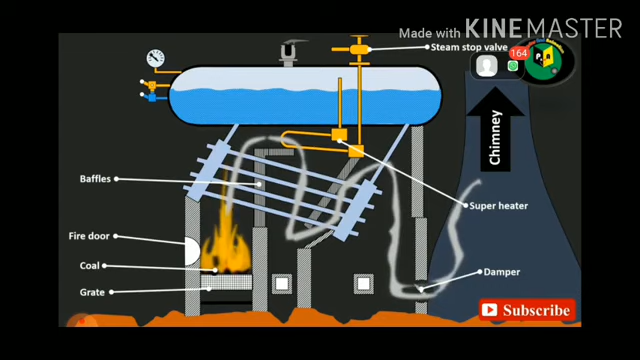 Made with KINEMASTER
Steam stop valve
164
P.A
Chimney
Baffles
Super heater
Fire door
Coal
Damper
Grate
Subscribe